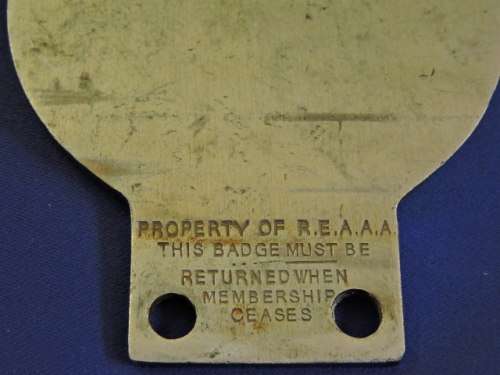 PROPERTY OF R.E.A.A.A.
THIS BADGE MUST BE
RETURNED WHEN
MEMBERSHIP
CEASES